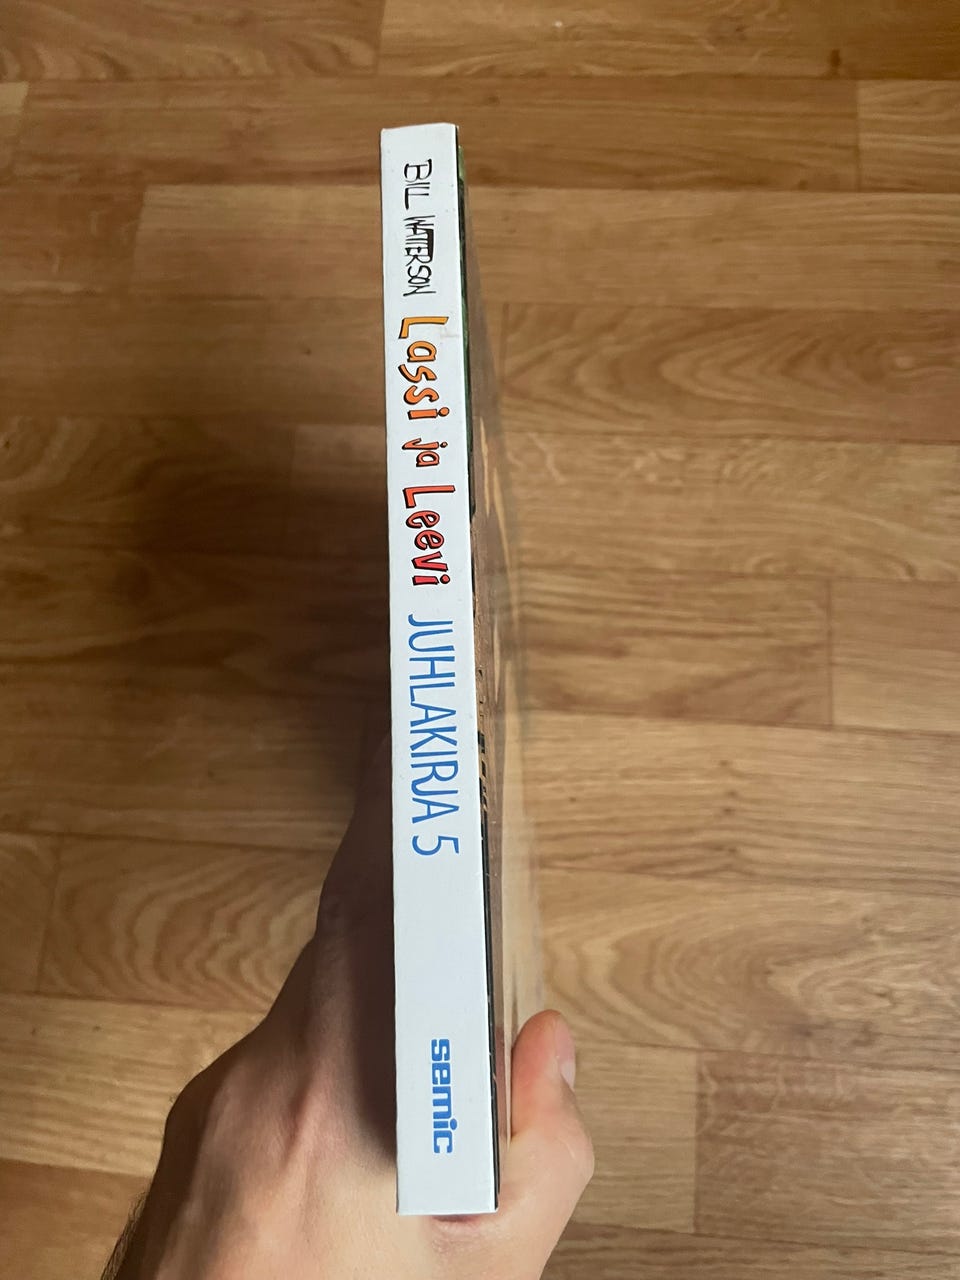 BILL WATTERSON Lassi ja Leevi JUHLAKIRJA 5
semic